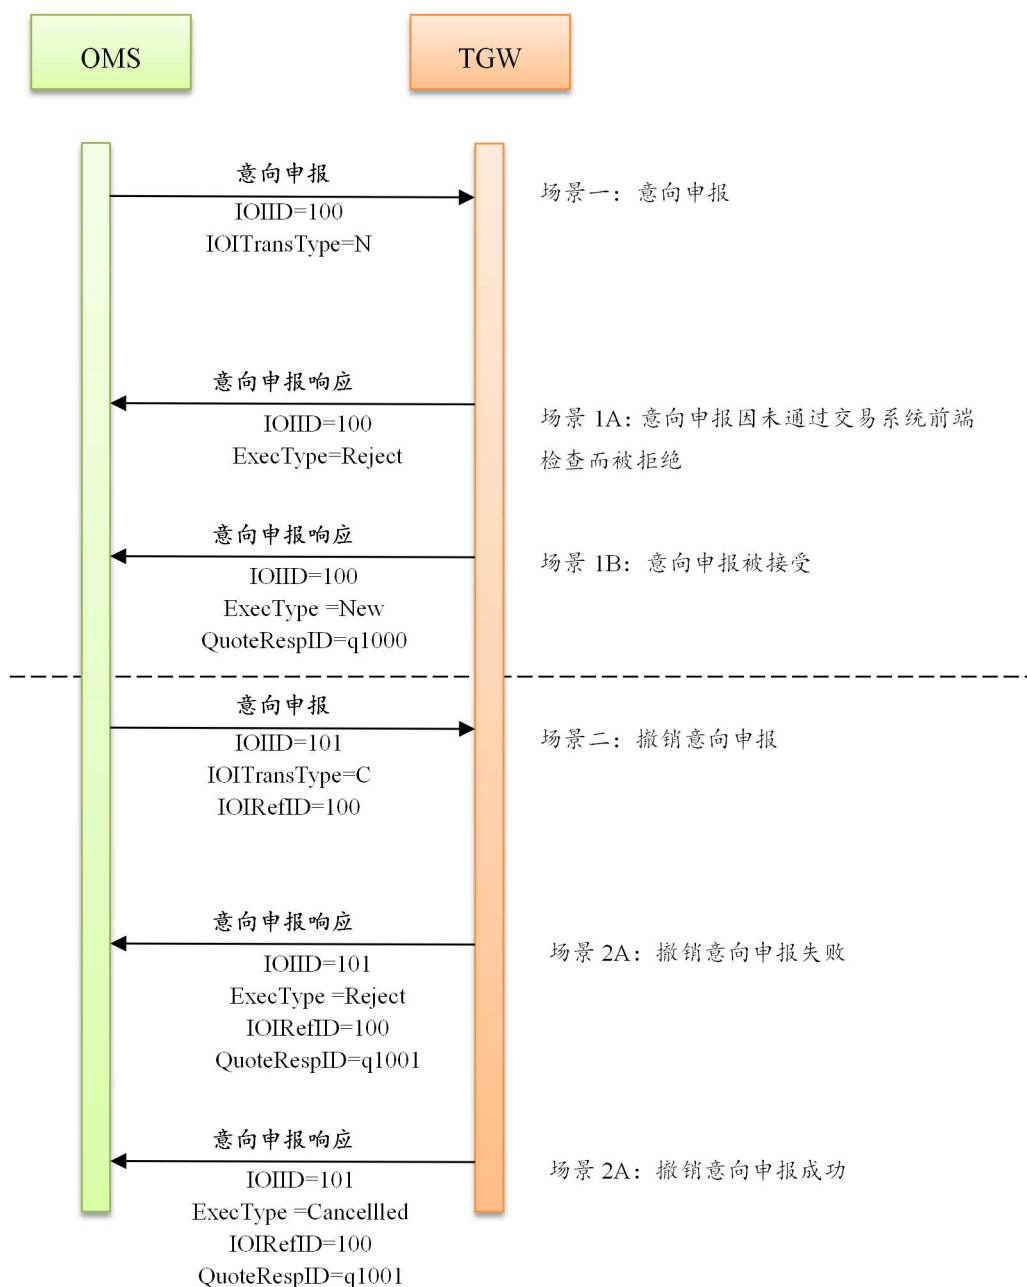 OMS
TGW
意向申报
IOIID=100
IOITransType=N
场景一：意向申报
意向申报响应
IOIID=100
ExecType=Reject
场景 1A：意向申报因未通过交易系统前端
检查而被拒绝
意向申报响应
IOIID=100
ExecType =New
QuoteRespID=q1000
场景 1B：意向申报被接受
意向申报
IOIID=101
IOITransType=C
IOIRefID=100
场景二：撤销意向申报
意向申报响应
IOIID=101
ExecType =Reject
IOIRefID=100
QuoteRespID=q1001
场景 2A：撤销意向申报失败
意向申报响应
IOIID=101
ExecType =Cancellled
IOIRefID=100
QuoteRespID=q1001
场景 2A：撤销意向申报成功